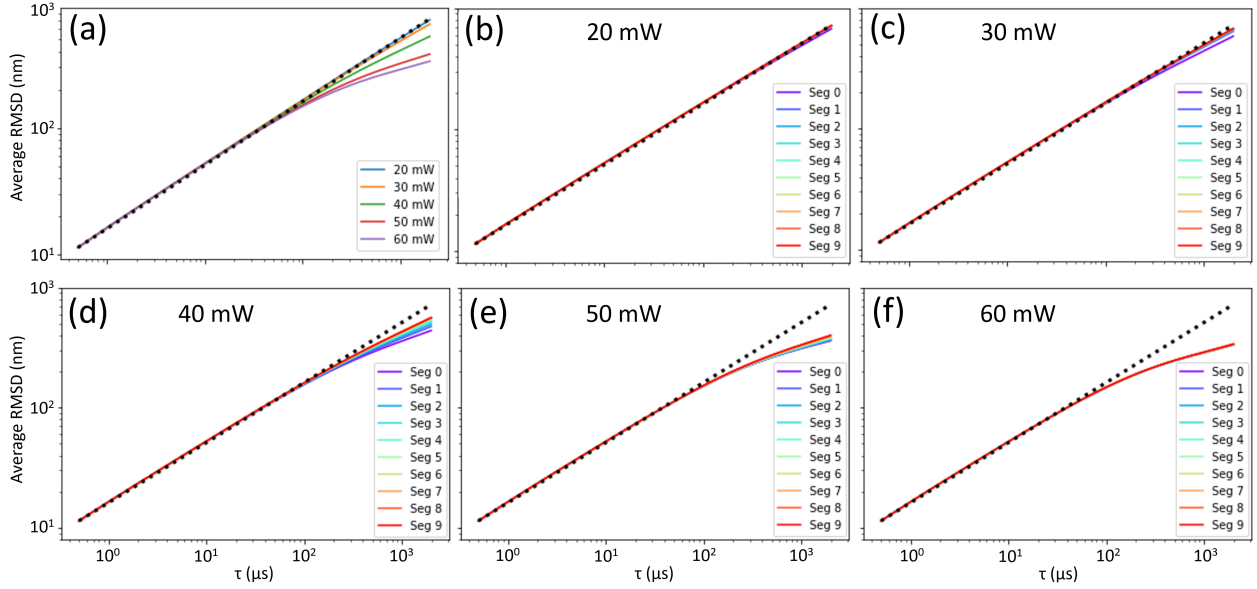 (a)
10³
10²
10¹
Average RMSD (nm)
20 mW
30 mW
40 mW
50 mW
60 mW
(b) 20 mW
Seg 0
Seg 1
Seg 2
Seg 3
Seg 4
Seg 5
Seg 6
Seg 7
Seg 8
Seg 9
(c) 30 mW
Seg 0
Seg 1
Seg 2
Seg 3
Seg 4
Seg 5
Seg 6
Seg 7
Seg 8
Seg 9
(d) 40 mW
10³
10²
10¹
Average RMSD (nm)
Seg 0
Seg 1
Seg 2
Seg 3
Seg 4
Seg 5
Seg 6
Seg 7
Seg 8
Seg 9
10⁰ 10¹ 10² 10³
τ (μs)
(e) 50 mW
Seg 0
Seg 1
Seg 2
Seg 3
Seg 4
Seg 5
Seg 6
Seg 7
Seg 8
Seg 9
10⁰ 10¹ 10² 10³
τ (μs)
(f) 60 mW
Seg 0
Seg 1
Seg 2
Seg 3
Seg 4
Seg 5
Seg 6
Seg 7
Seg 8
Seg 9
10⁰ 10¹ 10² 10³
τ (μs)